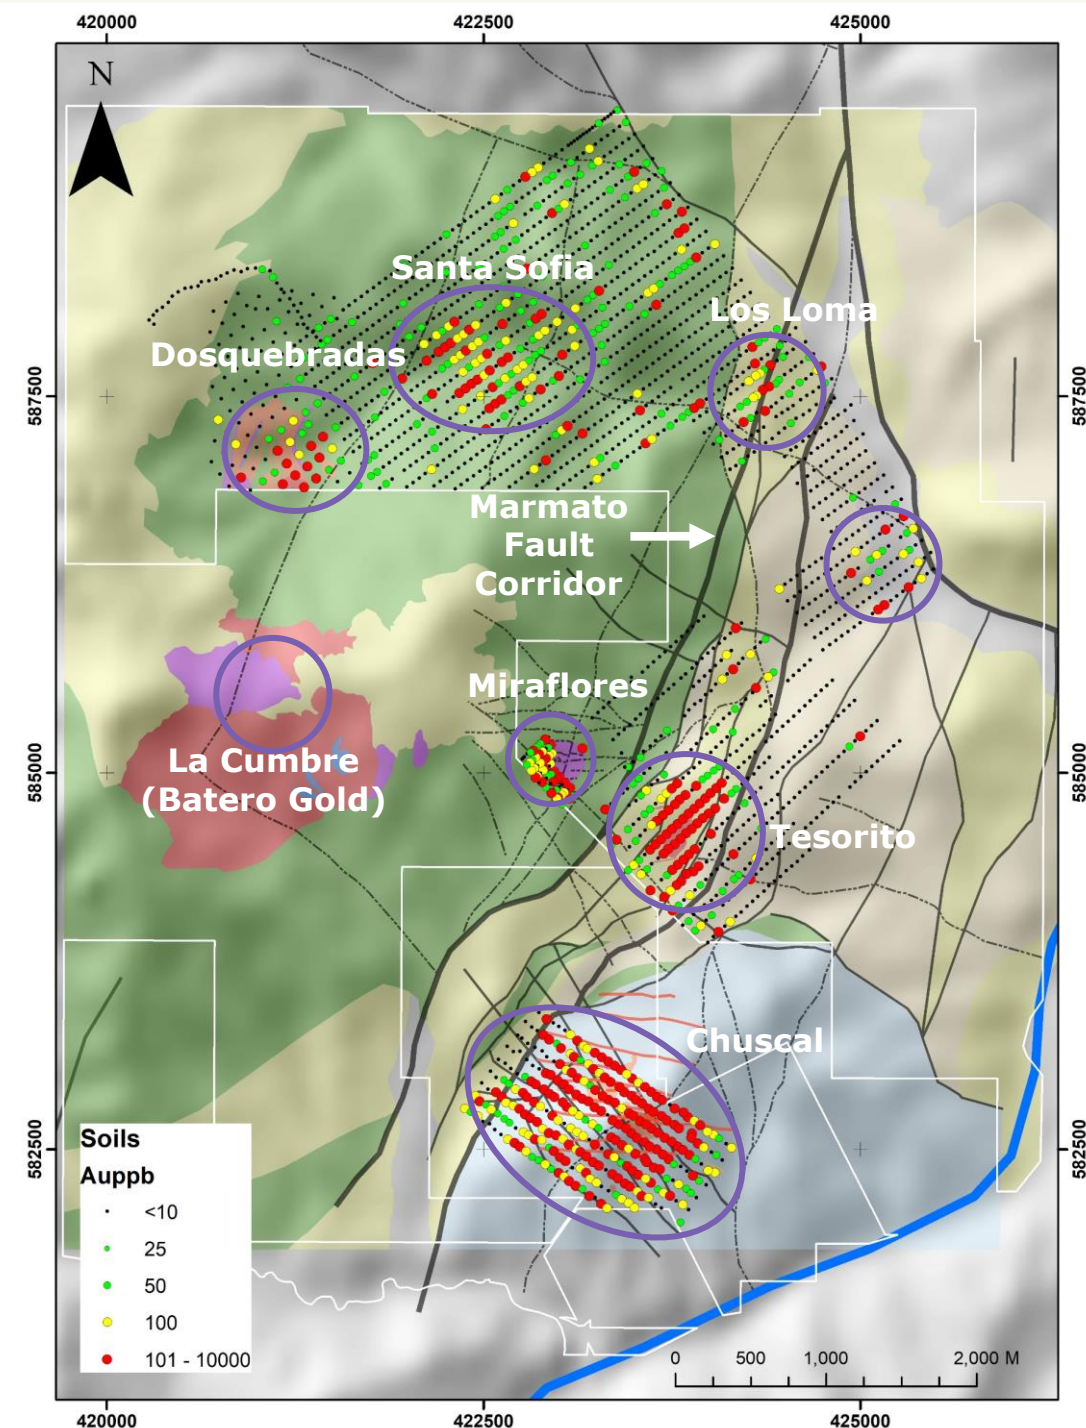 420000
422500
425000
N
Santa Sofia
Los Loma
Dosquebradas
587500
587500
Marmato
Fault
Corridor
Miraflores
La Cumbre
(Batero Gold)
585000
585000
Tesorito
Chuscal
582500
582500
Soils
Auppb
<10
25
50
100
101 - 10000
0 500 1,000 2,000 M
420000
422500
425000